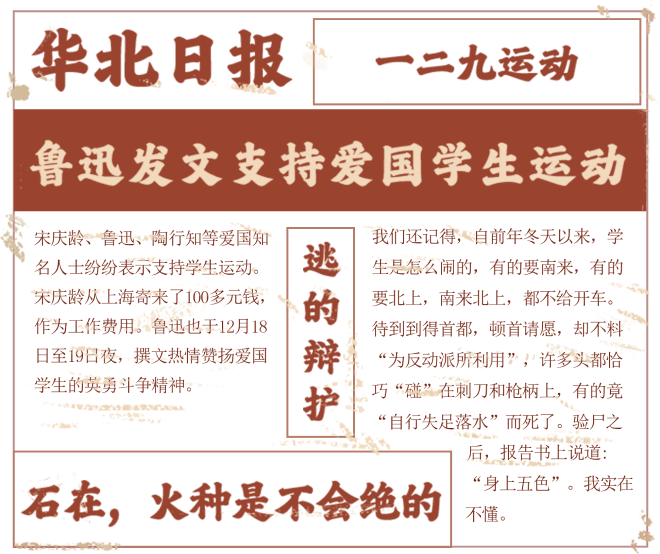 华北日报
一二九运动
鲁迅发文支持爱国学生运动
宋庆龄、鲁迅、陶行知等爱国知
名人士纷纷表示支持学生运动。
宋庆龄从上海寄来了100多元钱，
作为工作费用。鲁迅也于12月18
日至19日夜，撰文热情赞扬爱国
学生的英勇斗争精神。
逃的辩护
我们还记得，自前年冬天以来，学
生是怎么闹的，有的要南来，有的
要北上，南来北上，都不给开车。
待到到得首都，顿首请愿，却不料
“为反动派所利用”，许多头都恰
巧“碰”在刺刀和枪柄上，有的竟
“自行失足落水”而死了。验尸之
后，报告书上说道:
“身上五色”。我实在
不懂。
石在，火种是不会绝的